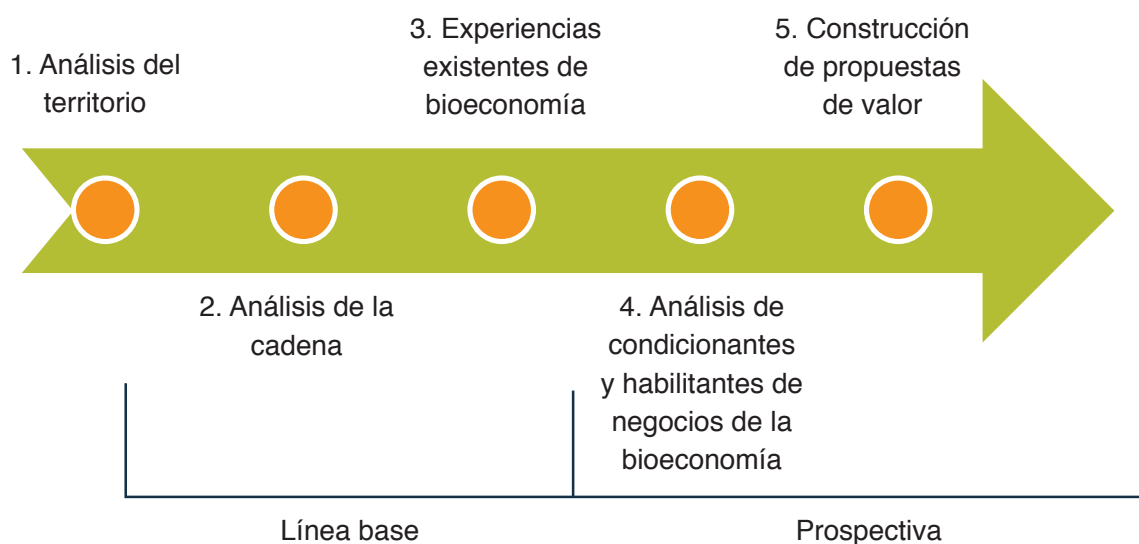 1. Análisis del
territorio
2. Análisis de la
cadena
3. Experiencias
existentes de
bioeconomía
4. Análisis de
condicionantes
y habilitantes de
negocios de la
bioeconomía
5. Construcción
de propuestas
de valor
Línea base
Prospectiva